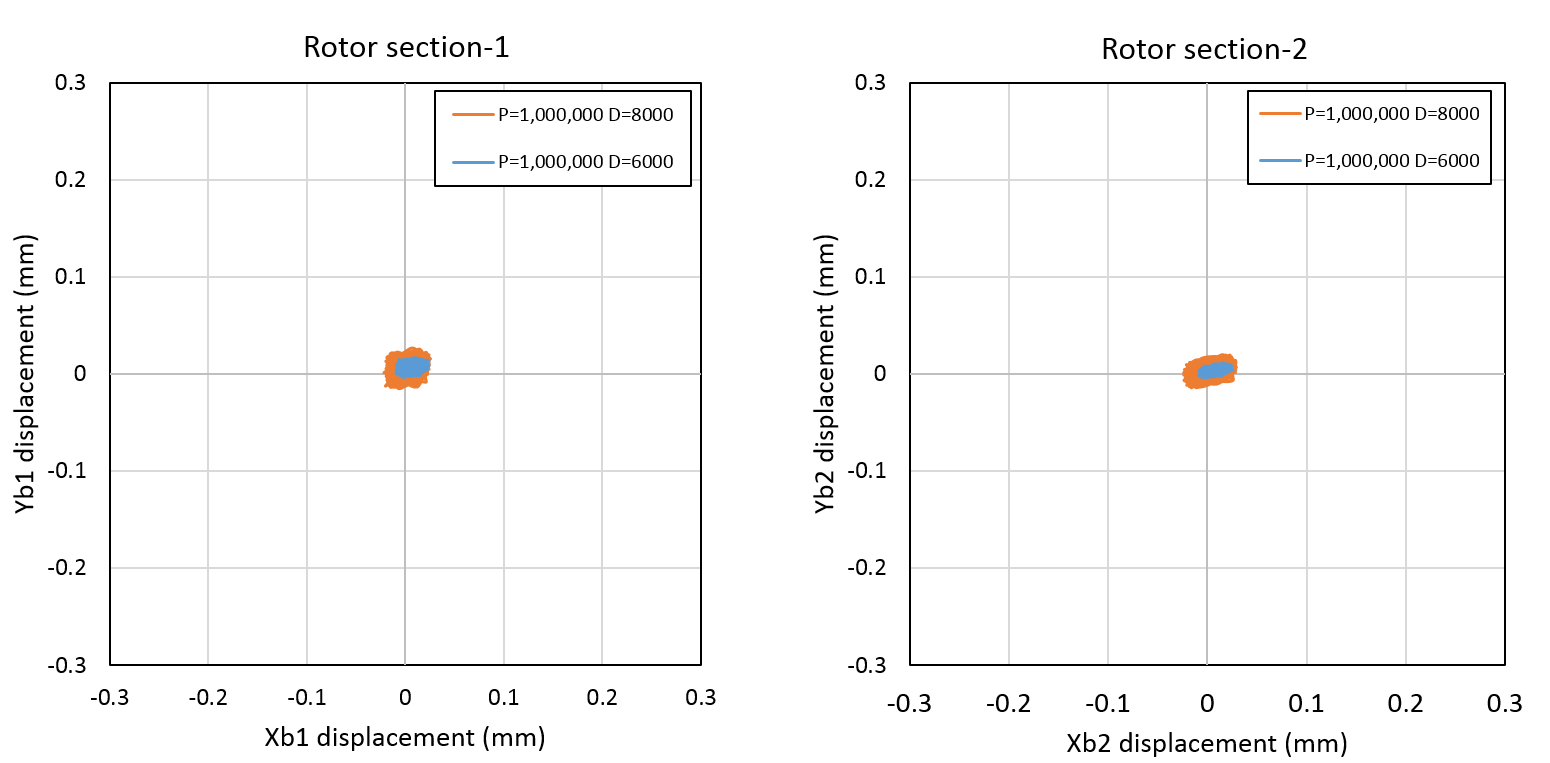 Rotor section-1
P=1,000,000 D=8000
P=1,000,000 D=6000
0.3
0.2
0.1
0
-0.1
-0.2
-0.3
Yb1 displacement (mm)
-0.3 -0.2 -0.1 0 0.1 0.2 0.3
Xb1 displacement (mm)
Rotor section-2
P=1,000,000 D=8000
P=1,000,000 D=6000
0.3
0.2
0.1
0
-0.1
-0.2
-0.3
Yb2 displacement (mm)
-0.3 -0.2 -0.1 0 0.1 0.2 0.3
Xb2 displacement (mm)